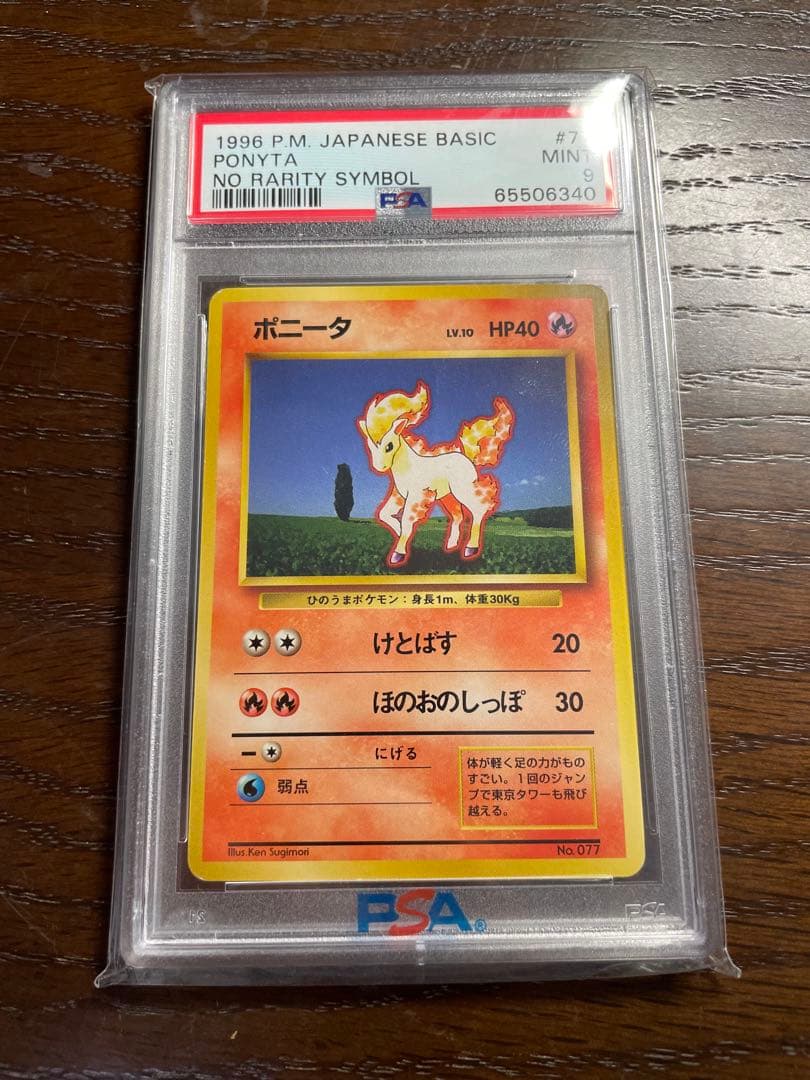 1996 P.M. JAPANESE BASIC #7
PONYTA MINT
NO RARITY SYMBOL 9
PSA 65506340
ポニータ LV.10 HP40
ひのうまポケモン：身長1m、体重30Kg
けとばす 20
ほのおのしっぽ 30
にげる
弱点
体が軽く足の力がもの
すごい。1回のジャン
プで東京タワーも飛び
越える。
Illus.Ken Sugimori No. 077
PSA®
PSA